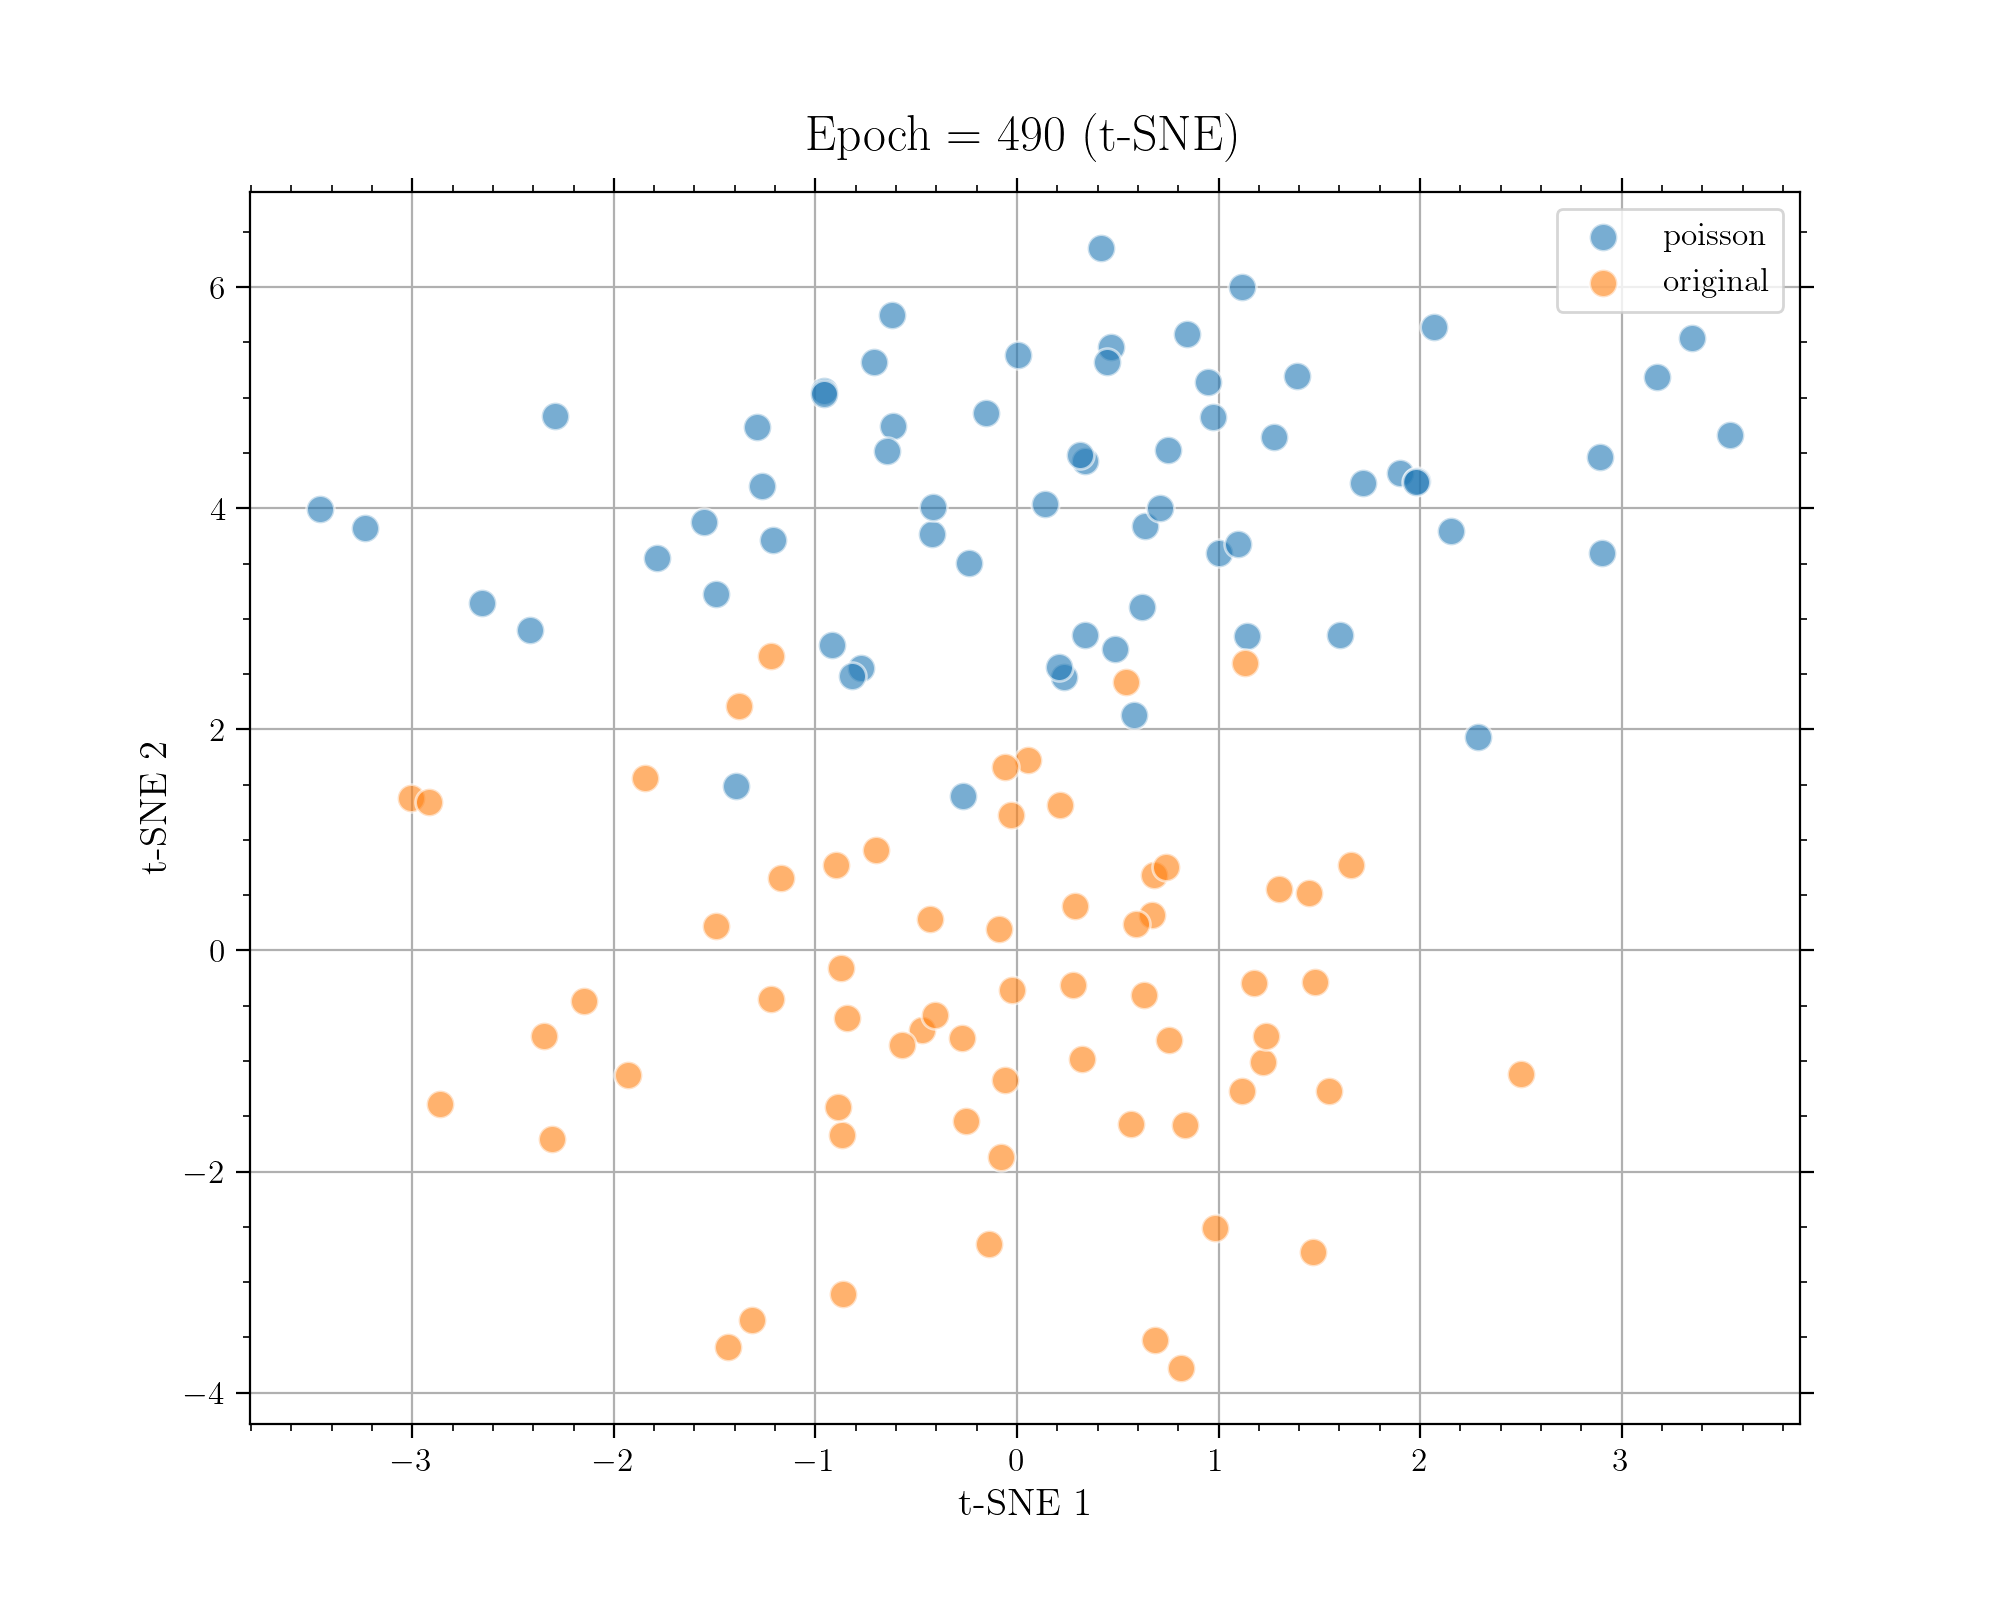 Epoch = 490 (t-SNE)
poisson
original
6
4
2
0
−2
−4
t-SNE 2
−3 −2 −1 0 1 2 3
t-SNE 1